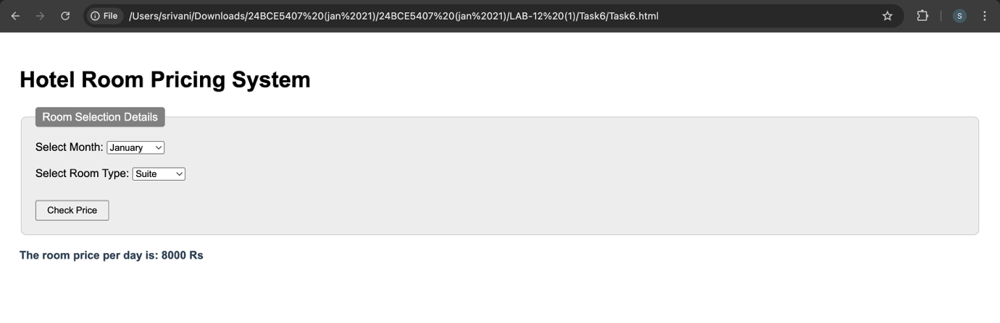 File /Users/srivani/Downloads/24BCE5407%20(jan%2021)/24BCE5407%20(jan%2021)/LAB-12%20(1)/Task6/Task6.html S
Hotel Room Pricing System
Room Selection Details
Select Month: January
Select Room Type: Suite
Check Price
The room price per day is: 8000 Rs